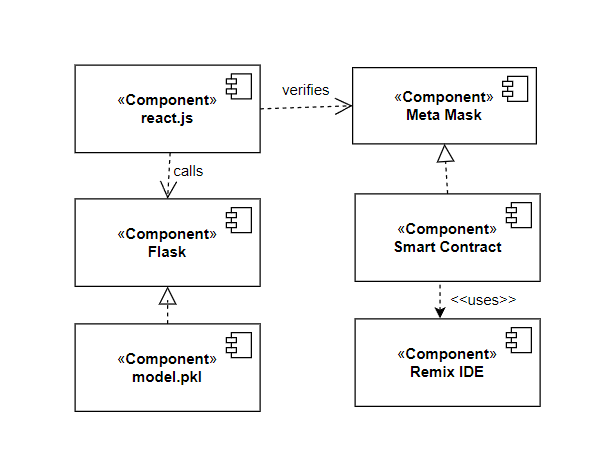 «Component»
react.js
verifies
«Component»
Meta Mask
calls
«Component»
Flask
«Component»
Smart Contract
<<uses>>
«Component»
model.pkl
«Component»
Remix IDE